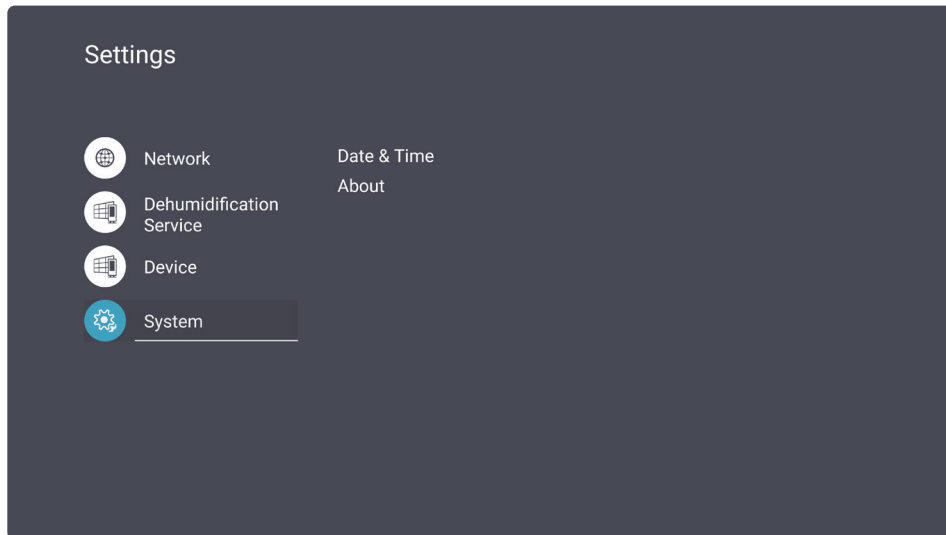 Settings
Network
Dehumidification
Service
Device
System
Date & Time
About